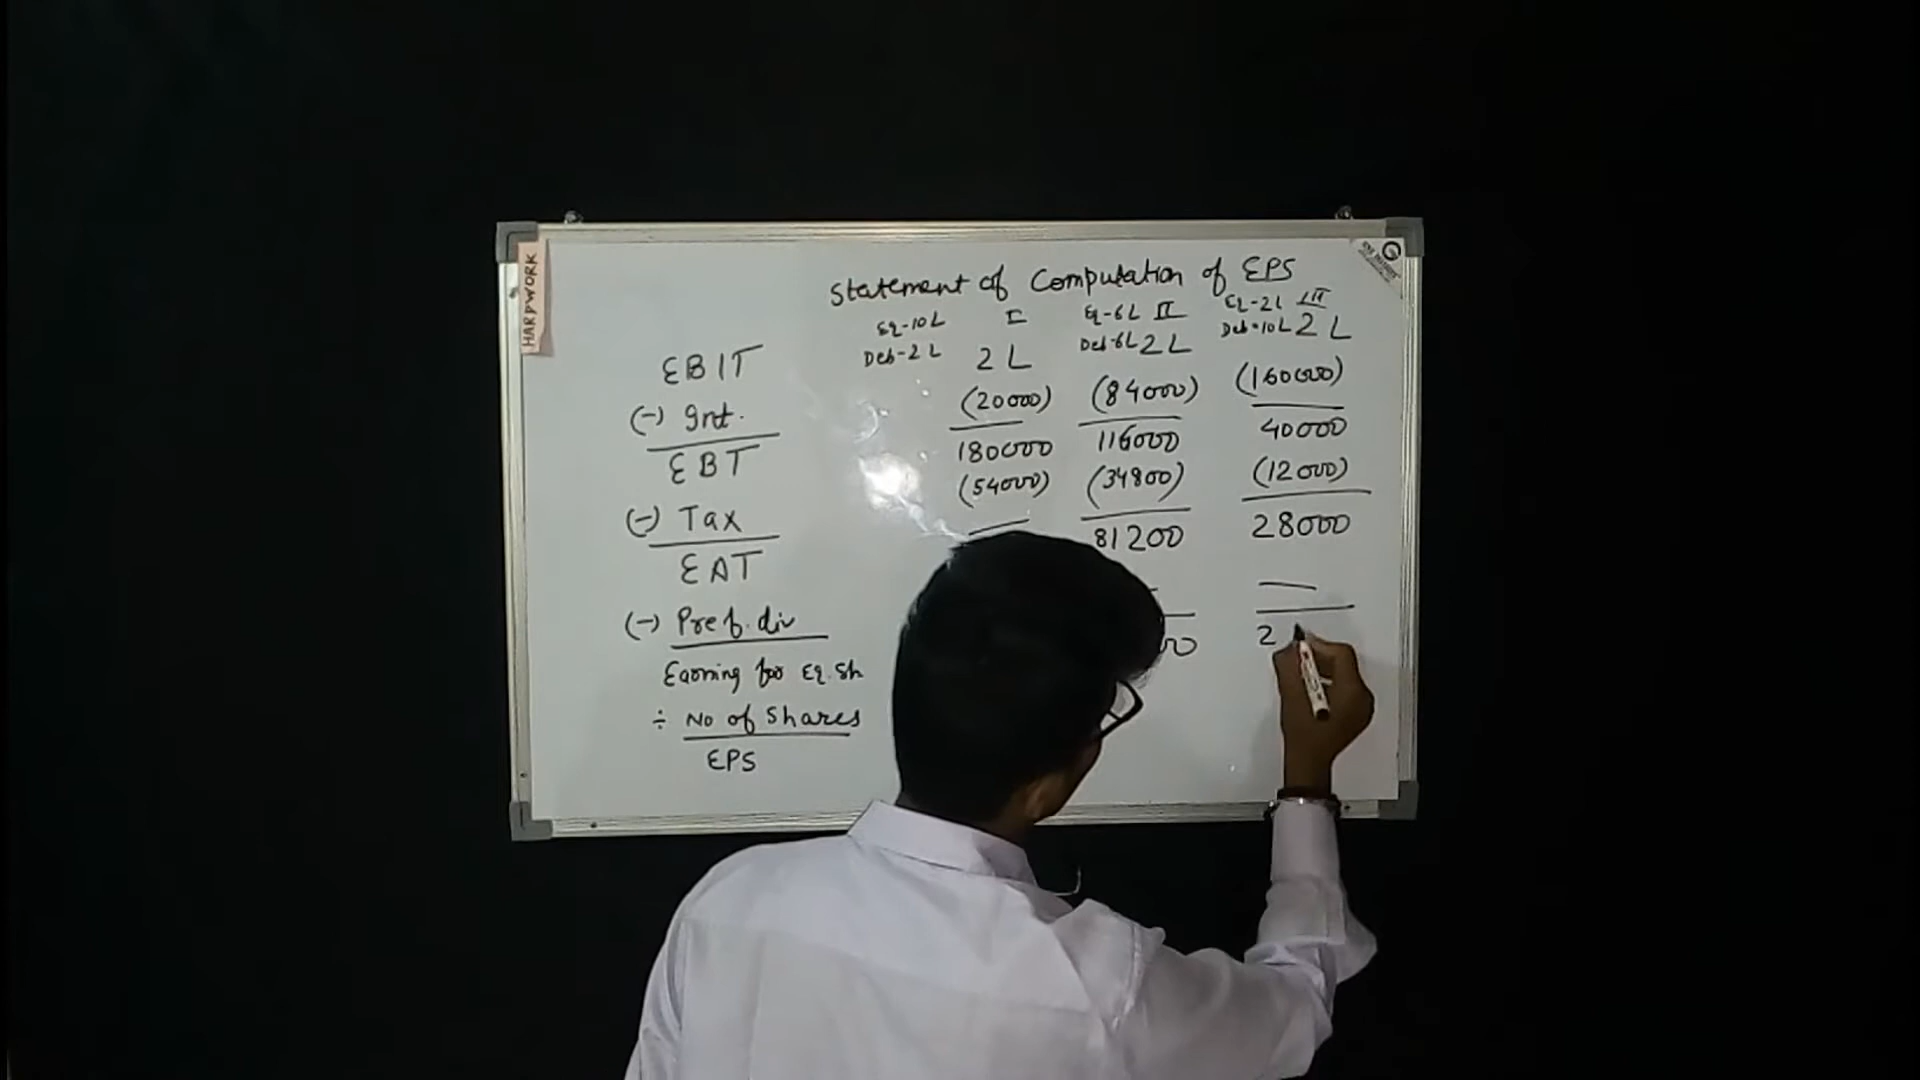 HARDWORK
Statement of Computation of EPS
Eq-10L I Eq-6L II Eq-2L III
Deb-2L 2L Deb-6L 2L Deb-10L 2L
EBIT
(-) Int. (20000) (84000) (160000)
EBT 180000 116000 40000
(-) Tax (54000) (34800) (12000)
EAT 81200 28000
(-) Pref. div — —
Earning for Eq. Sh 2
÷ No of Shares
EPS